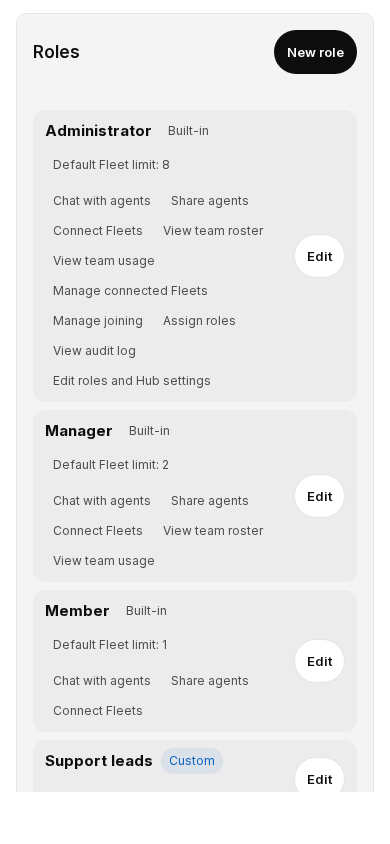 Roles
New role
Administrator Built-in
Default Fleet limit: 8
Chat with agents Share agents
Connect Fleets View team roster
View team usage
Edit
Manage connected Fleets
Manage joining Assign roles
View audit log
Edit roles and Hub settings
Manager Built-in
Default Fleet limit: 2
Chat with agents Share agents
Edit
Connect Fleets View team roster
View team usage
Member Built-in
Default Fleet limit: 1
Edit
Chat with agents Share agents
Connect Fleets
Support leads Custom
Edit